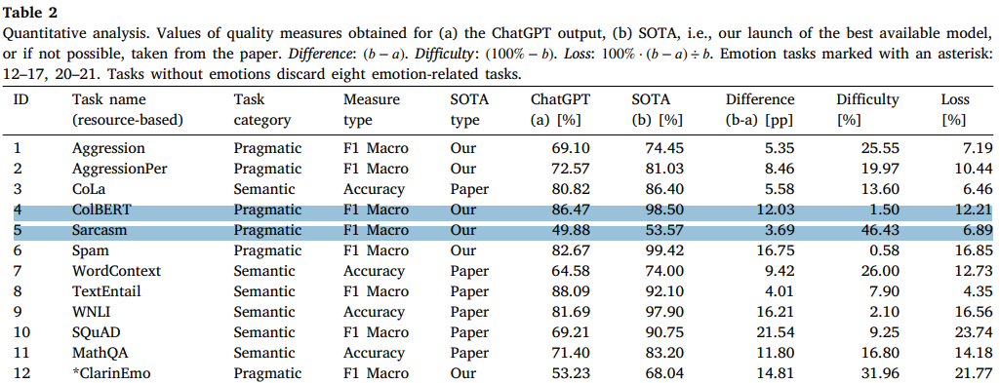 Table 2
Quantitative analysis. Values of quality measures obtained for (a) the ChatGPT output, (b) SOTA, i.e., our launch of the best available model,
or if not possible, taken from the paper. Difference: (b − a). Difficulty: (100% − b). Loss: 100% · (b − a) ÷ b. Emotion tasks marked with an asterisk:
12–17, 20–21. Tasks without emotions discard eight emotion-related tasks.
ID Task name Task Measure SOTA ChatGPT SOTA Difference Difficulty Loss
(resource-based) category type type (a) [%] (b) [%] (b-a) [pp] [%] [%]
1 Aggression Pragmatic F1 Macro Our 69.10 74.45 5.35 25.55 7.19
2 AggressionPer Pragmatic F1 Macro Our 72.57 81.03 8.46 19.97 10.44
3 CoLa Semantic Accuracy Paper 80.82 86.40 5.58 13.60 6.46
4 ColBERT Pragmatic F1 Macro Our 86.47 98.50 12.03 1.50 12.21
5 Sarcasm Pragmatic F1 Macro Our 49.88 53.57 3.69 46.43 6.89
6 Spam Pragmatic F1 Macro Our 82.67 99.42 16.75 0.58 16.85
7 WordContext Semantic Accuracy Paper 64.58 74.00 9.42 26.00 12.73
8 TextEntail Semantic F1 Macro Paper 88.09 92.10 4.01 7.90 4.35
9 WNLI Semantic Accuracy Paper 81.69 97.90 16.21 2.10 16.56
10 SQuAD Semantic F1 Macro Paper 69.21 90.75 21.54 9.25 23.74
11 MathQA Semantic Accuracy Paper 71.40 83.20 11.80 16.80 14.18
12 *ClarinEmo Pragmatic F1 Macro Our 53.23 68.04 14.81 31.96 21.77